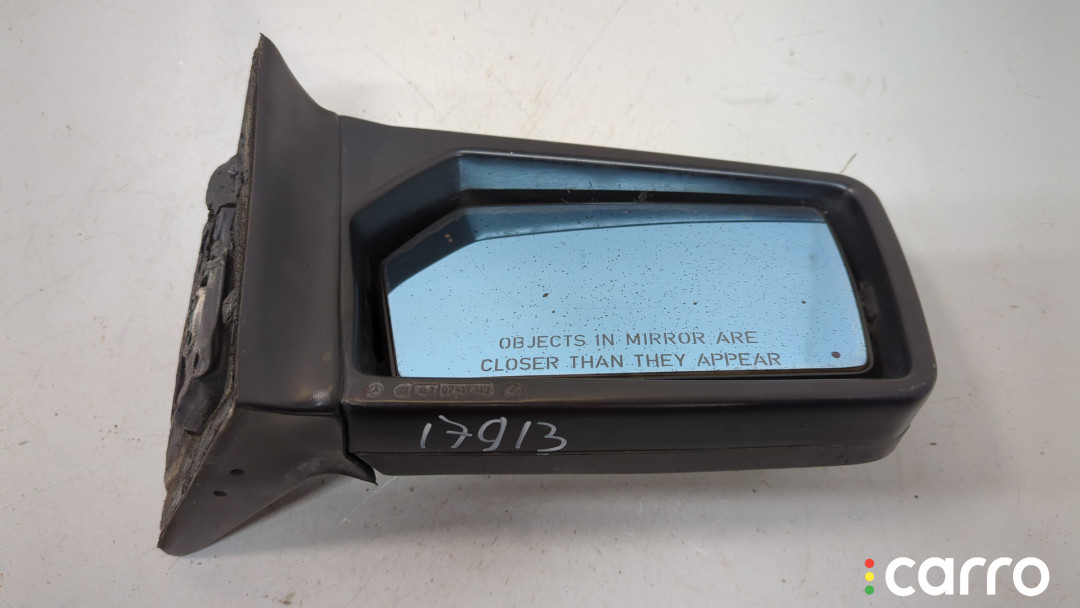 OBJECTS IN MIRROR ARE
CLOSER THAN THEY APPEAR
17913
carro